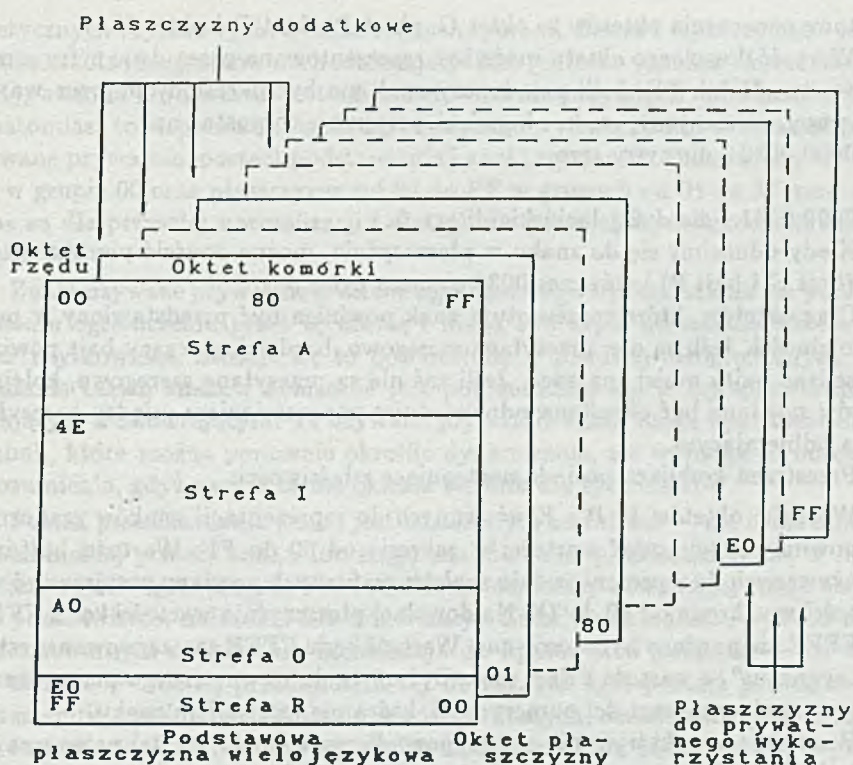 Płaszczyzny dodatkowe
Oktet
rzędu
Oktet komórki
00 80 FF
Strefa A
4E
Strefa I
A0
Strefa O
E0
FF Strefa R 00
01
80
E0
FF
Podstawowa
płaszczyzna wielojęzykowa
Oktet pła-
szczyzny
Płaszczyzny
do prywat-
nego wyko-
rzystania